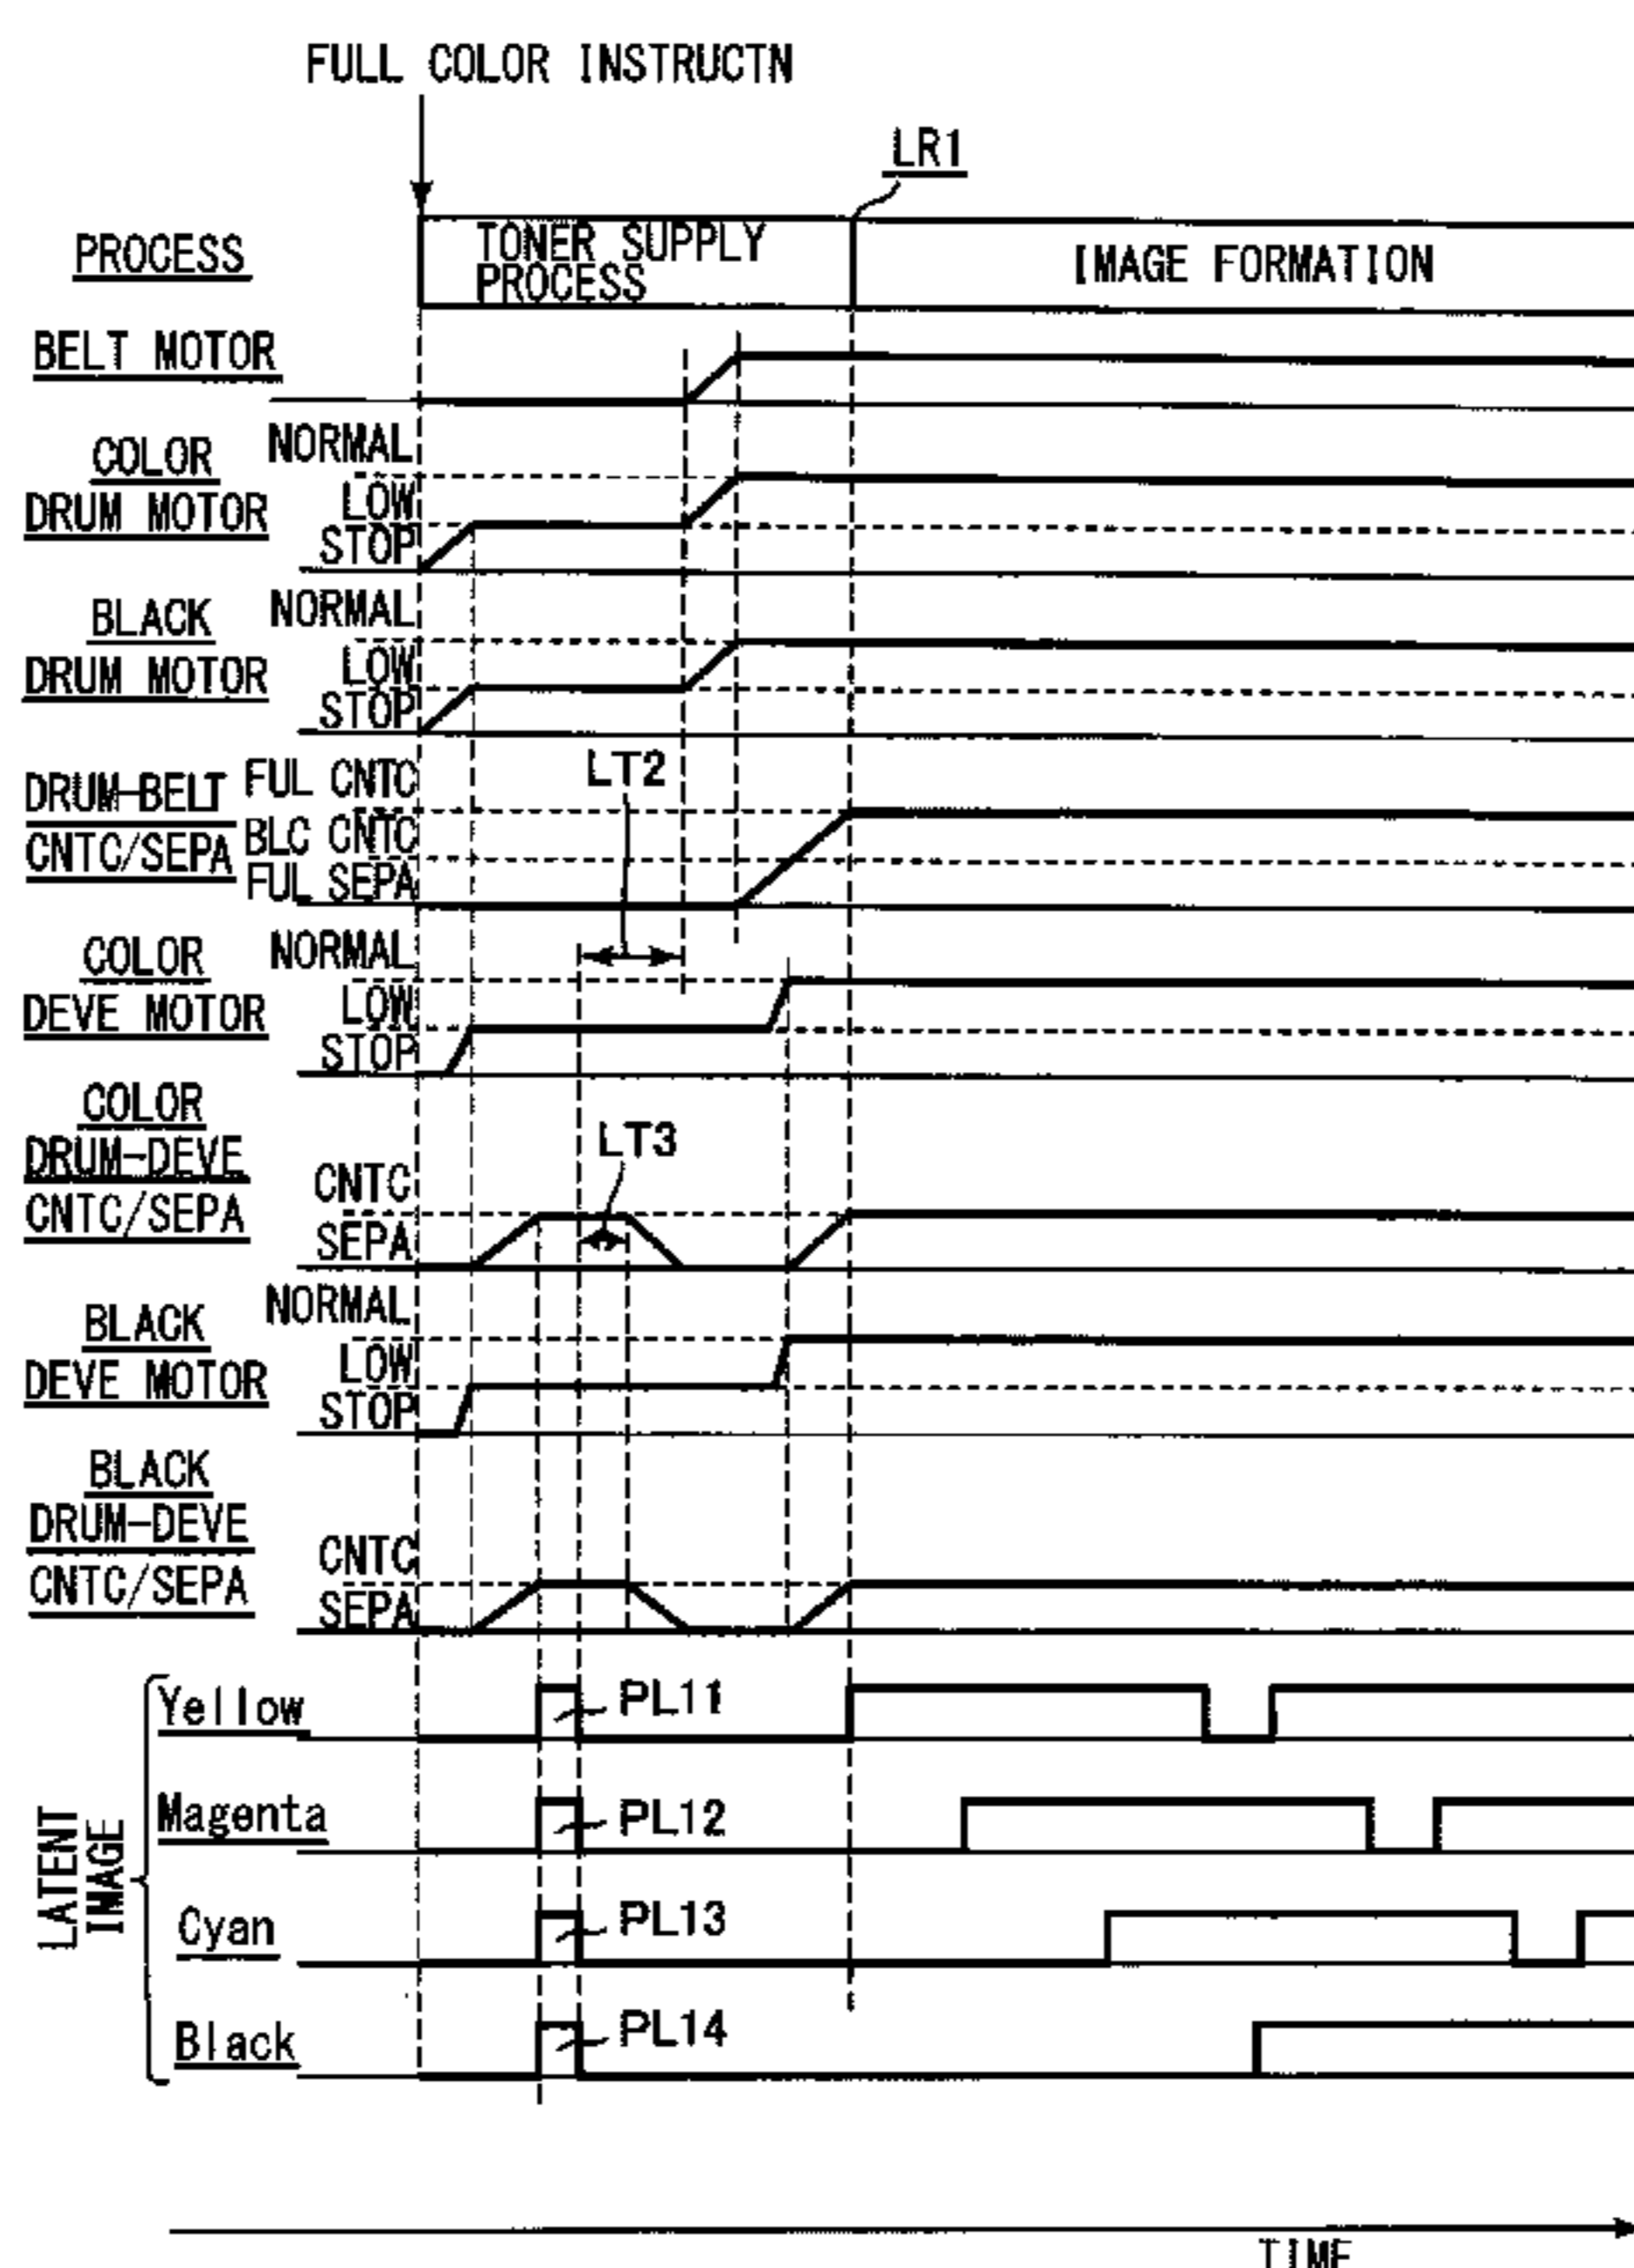 FULL COLOR INSTRUCTN
LR1
PROCESS
TONER SUPPLY
PROCESS
IMAGE FORMATION
BELT MOTOR
COLOR
DRUM MOTOR
NORMAL
LOW
STOP
BLACK
DRUM MOTOR
NORMAL
LOW
STOP
DRUM-BELT
CNTC/SEPA
FUL CNTC
BLC CNTC
FUL SEPA
LT2
COLOR
DEVE MOTOR
NORMAL
LOW
STOP
COLOR
DRUM-DEVE
CNTC/SEPA
CNTC
SEPA
LT3
BLACK
DEVE MOTOR
NORMAL
LOW
STOP
BLACK
DRUM-DEVE
CNTC/SEPA
CNTC
SEPA
LATENT
IMAGE
Yellow
PL11
Magenta
PL12
Cyan
PL13
Black
PL14
TIME